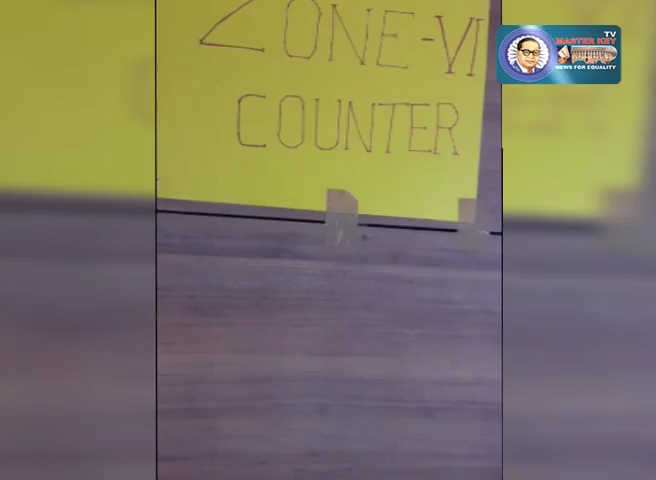 ZONE-VI
COUNTER
TV
MASTER KEY
NEWS FOR EQUALITY